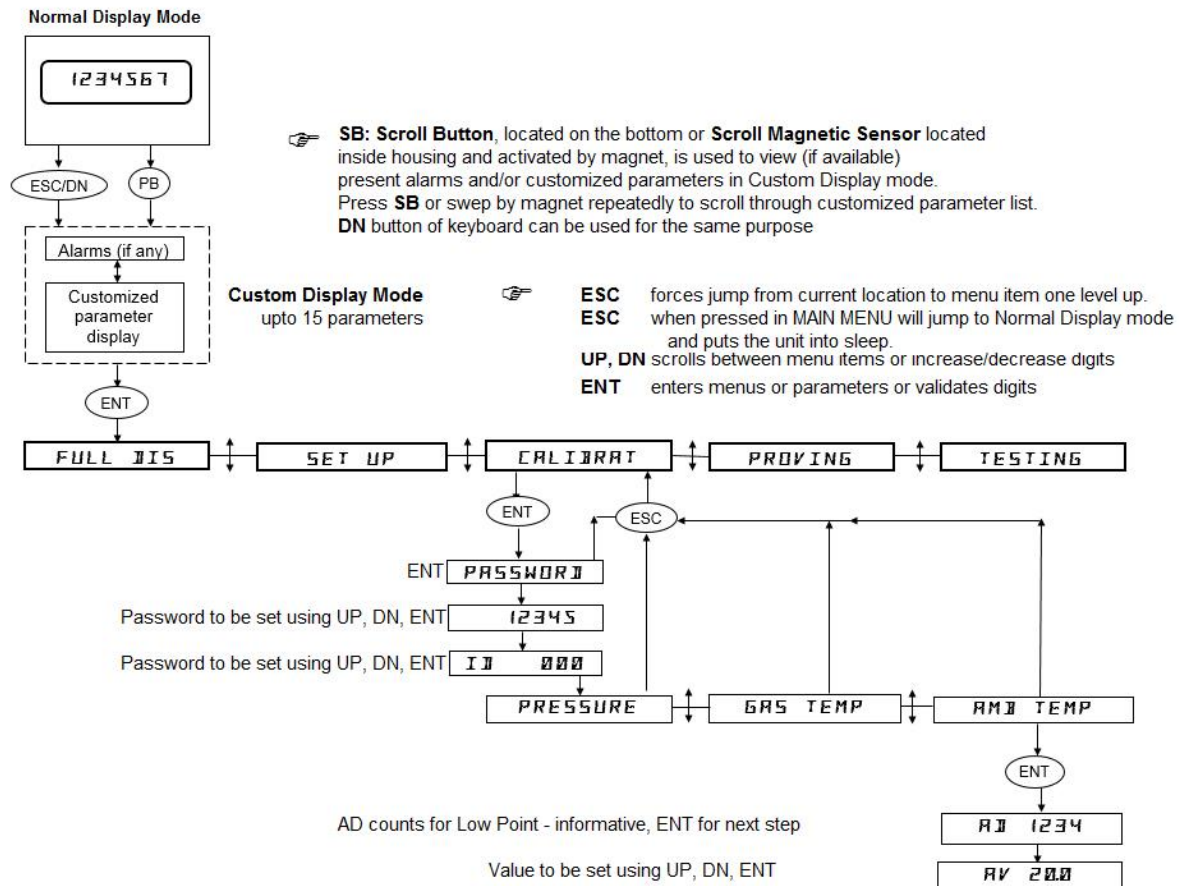 Normal Display Mode
1234567
SB: Scroll Button, located on the bottom or Scroll Magnetic Sensor located
inside housing and activated by magnet, is used to view (if available)
present alarms and/or customized parameters in Custom Display mode.
Press SB or swep by magnet repeatedly to scroll through customized parameter list.
DN button of keyboard can be used for the same purpose
ESC/DN
PB
Alarms (if any)
Customized
parameter
display
Custom Display Mode
upto 15 parameters
ESC forces jump from current location to menu item one level up.
ESC when pressed in MAIN MENU will jump to Normal Display mode
and puts the unit into sleep.
UP, DN scrolls between menu items or increase/decrease digits
ENT enters menus or parameters or validates digits
ENT
FULL DIS
SET UP
CALIBRAT
PROVING
TESTING
ENT
ESC
ENT PASSWORD
Password to be set using UP, DN, ENT 12345
Password to be set using UP, DN, ENT ID 000
PRESSURE
GAS TEMP
AMB TEMP
ENT
AD counts for Low Point - informative, ENT for next step AD 1234
Value to be set using UP, DN, ENT AV 20.0